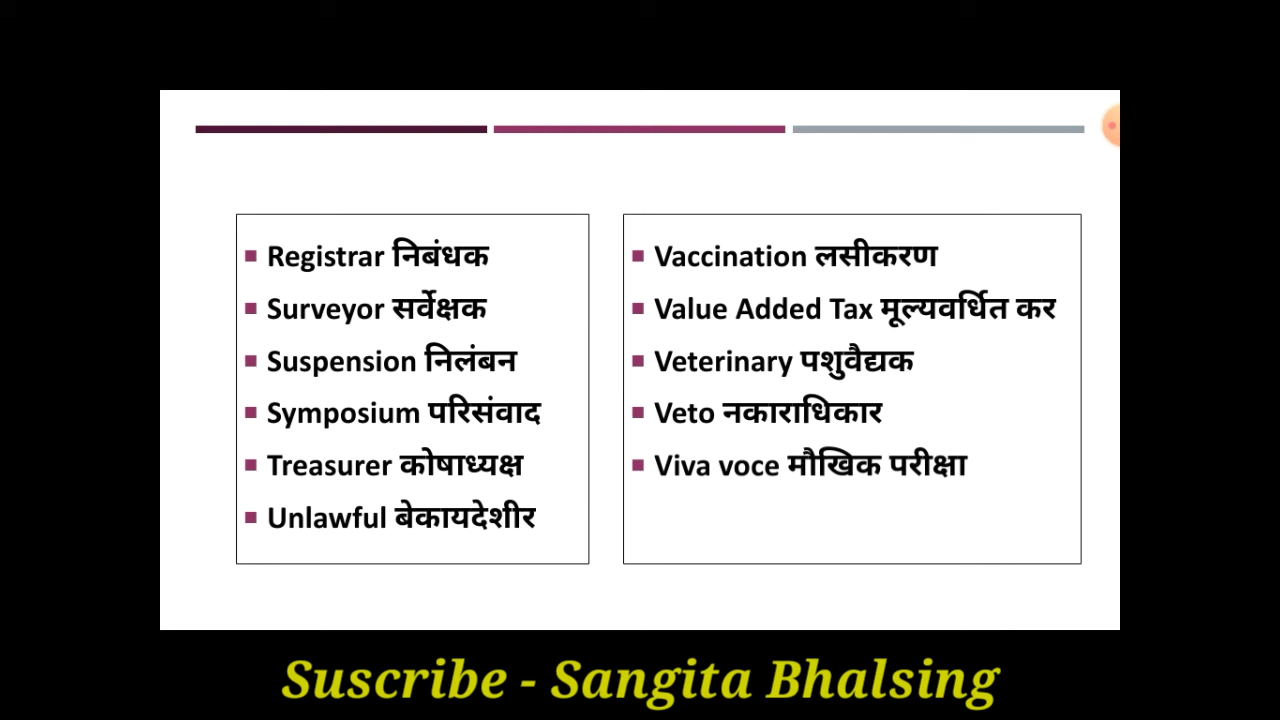 Registrar निबंधक
Surveyor सर्वेक्षक
Suspension निलंबन
Symposium परिसंवाद
Treasurer कोषाध्यक्ष
Unlawful बेकायदेशीर
Vaccination लसीकरण
Value Added Tax मूल्यवर्धित कर
Veterinary पशुवैद्यक
Veto नकाराधिकार
Viva voce मौखिक परीक्षा
Suscribe - Sangita Bhalsing